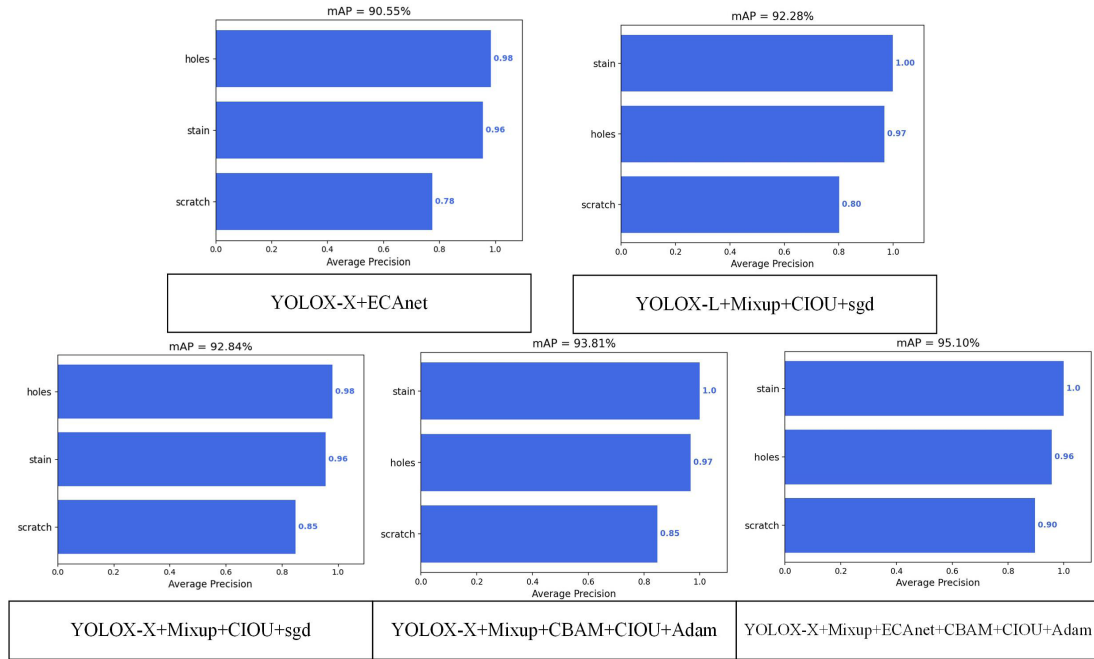 mAP = 90.55%
holes
0.98
stain
0.96
scratch
0.78
0.0 0.2 0.4 0.6 0.8 1.0
Average Precision
YOLOX-X+ECAnet
mAP = 92.28%
stain
1.00
holes
0.97
scratch
0.80
0.0 0.2 0.4 0.6 0.8 1.0
Average Precision
YOLOX-L+Mixup+CIOU+sgd
mAP = 92.84%
holes
0.98
stain
0.96
scratch
0.85
0.0 0.2 0.4 0.6 0.8 1.0
Average Precision
YOLOX-X+Mixup+CIOU+sgd
mAP = 93.81%
stain
1.0
holes
0.97
scratch
0.85
0.0 0.2 0.4 0.6 0.8 1.0
Average Precision
YOLOX-X+Mixup+CBAM+CIOU+Adam
mAP = 95.10%
stain
1.0
holes
0.96
scratch
0.90
0.0 0.2 0.4 0.6 0.8 1.0
Average Precision
YOLOX-X+Mixup+ECAnet+CBAM+CIOU+Adam